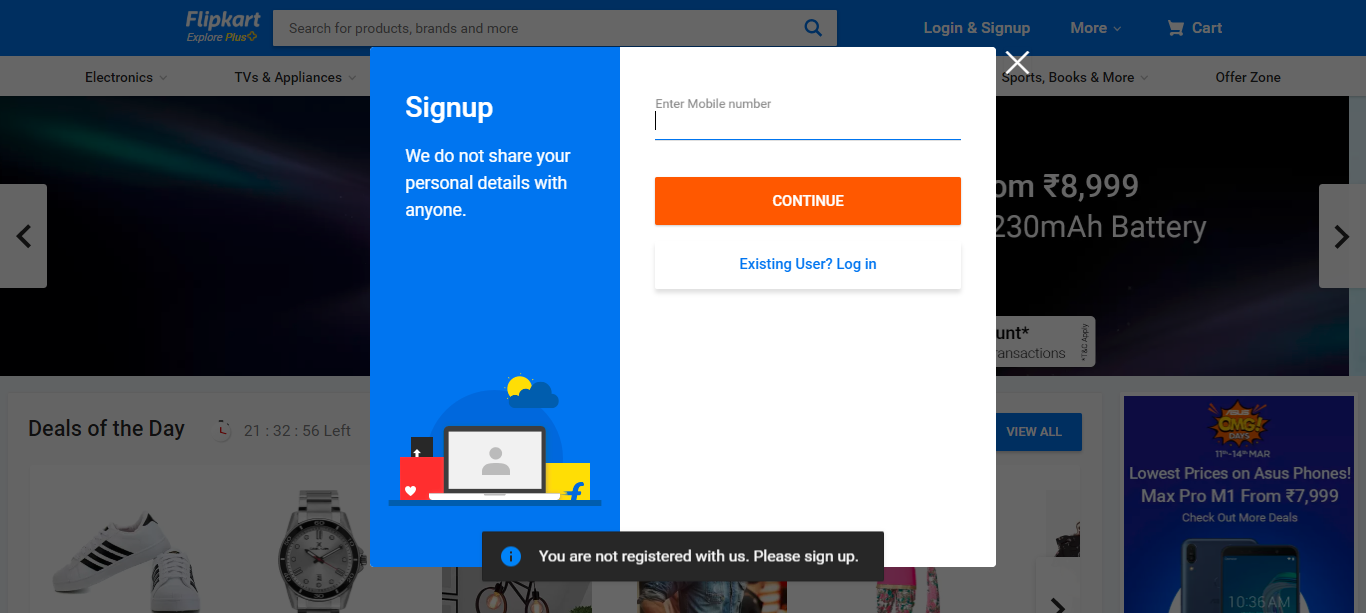 Flipkart
Explore Plus
Search for products, brands and more
Login & Signup
More
Cart
Electronics
TVs & Appliances
Sports, Books & More
Offer Zone
Signup
We do not share your
personal details with
anyone.
Enter Mobile number
CONTINUE
Existing User? Log in
₹8,999
230mAh Battery
*T&C Apply
Deals of the Day
21 : 32 : 56 Left
VIEW ALL
ASUS
OMG!
DAYS
11TH-14TH MAR
Lowest Prices on Asus Phones!
Max Pro M1 From ₹7,999
Check Out More Deals
10:36 AM
You are not registered with us. Please sign up.